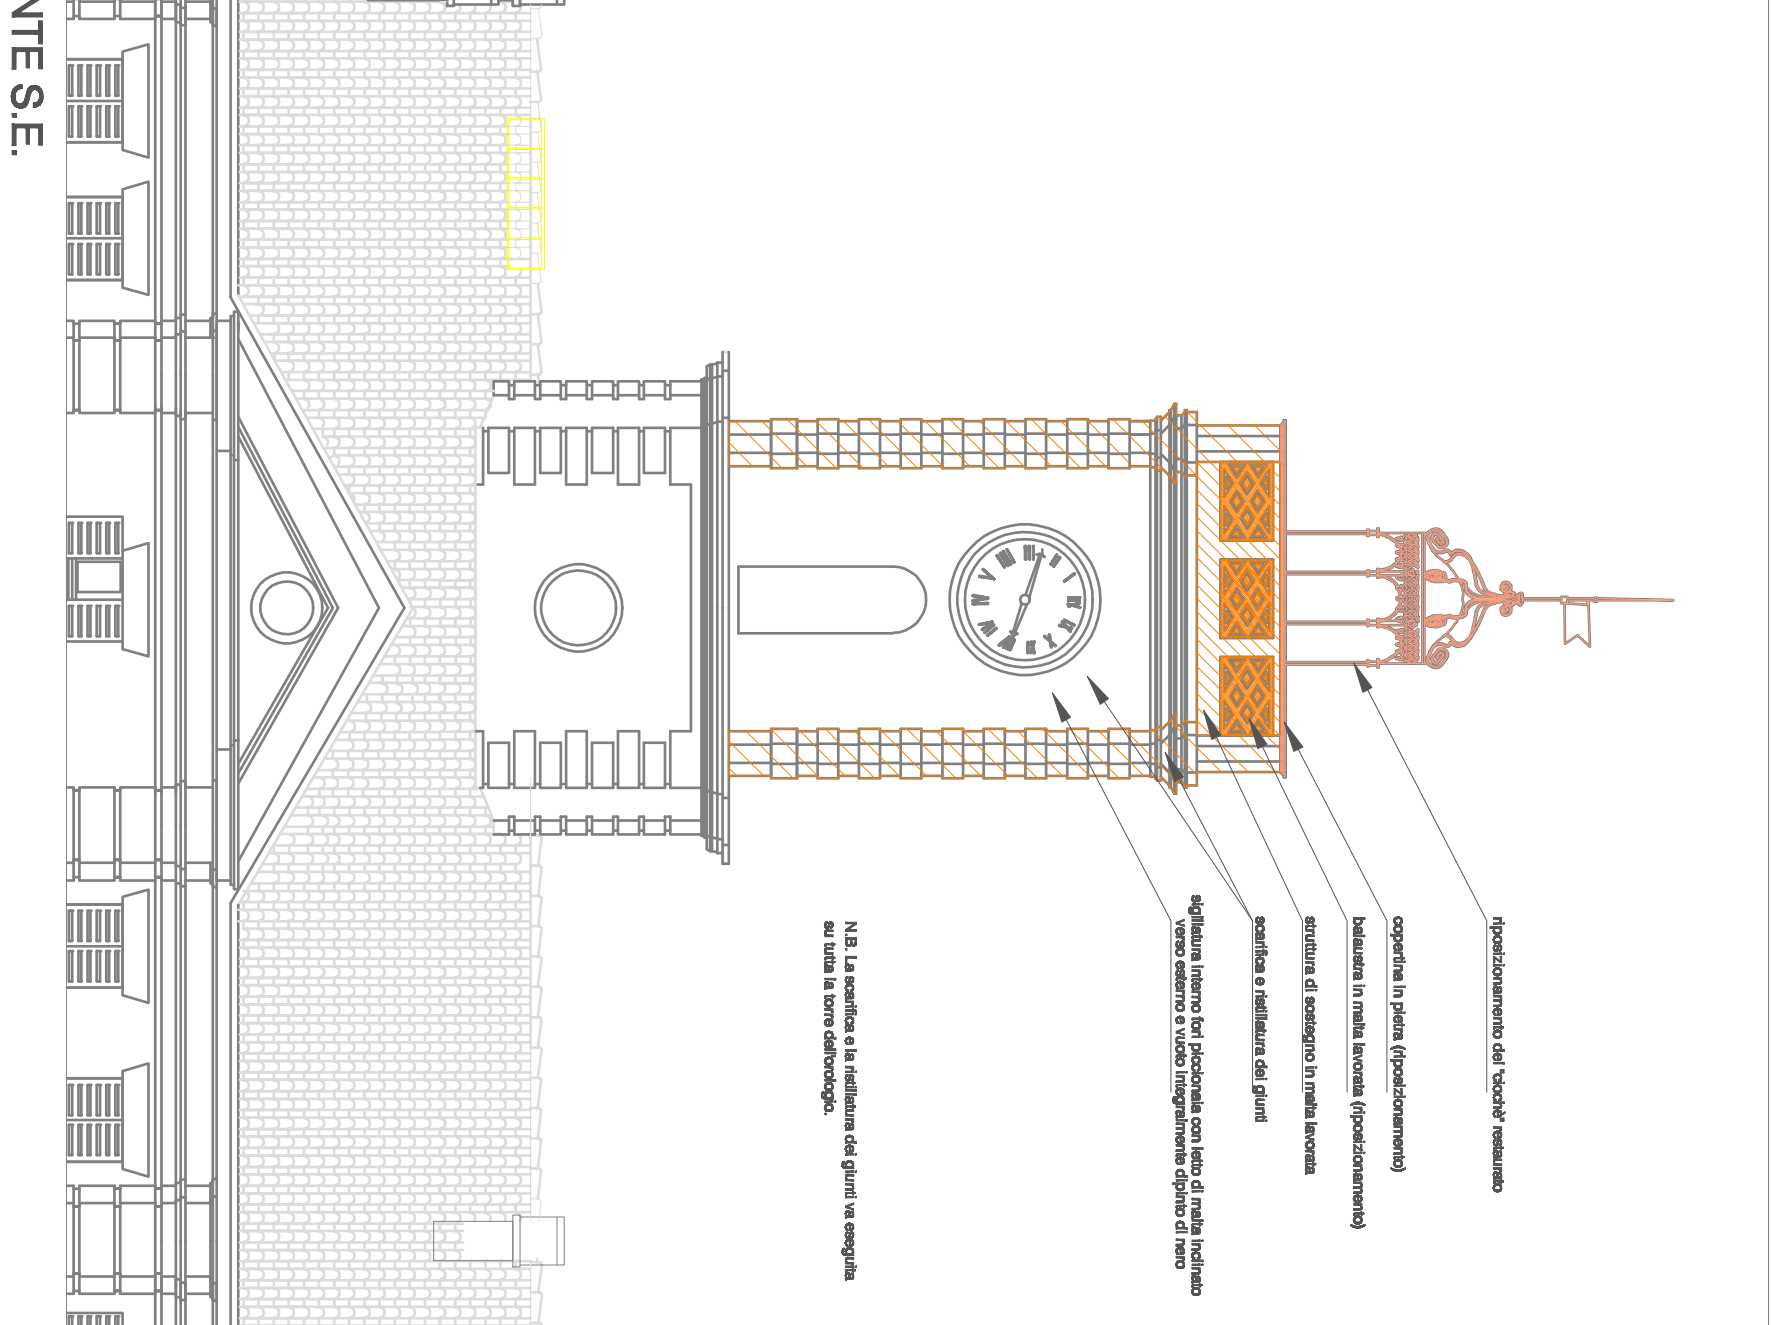 NTE S.E.
riposizionamento del "ciochè" restaurato
copertina in pietra (riposizionamento)
balaustra in malta lavorata (riposizionamento)
struttura di sostegno in malta lavorata
scarifica e ristilatura dei giunti
sigillatura interno fori piccionaia con letto di malta inclinato
verso esterno e vuoto integralmente dipinto di nero
N.B. La scarifica e la ristilatura dei giunti va eseguita
su tutta la torre dell'orologio.